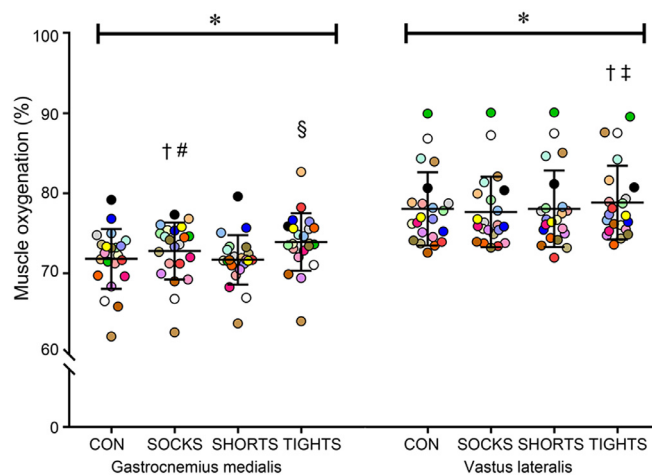 *
*
100
† ‡
90
§
† #
80
70
60
0
Muscle oxygenation (%)
CON SOCKS SHORTS TIGHTS
CON SOCKS SHORTS TIGHTS
Gastrocnemius medialis
Vastus lateralis